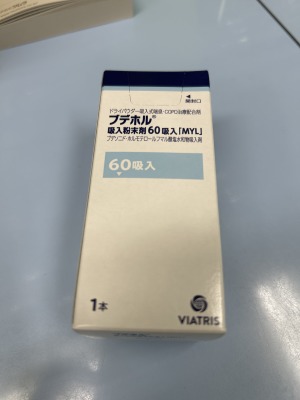 開封口
ドライパウダー吸入式喘息・COPD治療配合剤
ブデホル®
吸入粉末剤60吸入「MYL」
ブデソニド・ホルモテロールフマル酸塩水和物吸入剤
60吸入
1本
VIATRIS